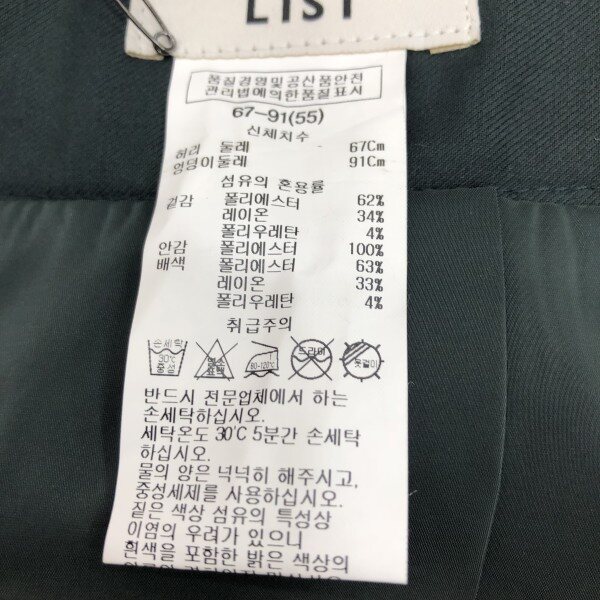 LIST
품질경영및공산품안전
관리법에의한품질표시
67-91(55)
신체치수
허리 둘레 67Cm
엉덩이둘레 91Cm
섬유의 혼용률
겉감 폴리에스터 62%
레이온 34%
폴리우레탄 4%
안감 폴리에스터 100%
배색 폴리에스터 63%
레이온 33%
폴리우레탄 4%
취급주의
손세탁 30℃ 중성
염소 표백
80-120℃
드라이
옷걸이
반드시 전문업체에서 하는
손세탁하십시오.
세탁온도 30℃ 5분간 손세탁
하십시오.
물의 양은 넉넉히 해주시고,
중성세제를 사용하십시오.
짙은 색상 섬유의 특성상
이염의 우려가 있으니
흰색을 포함한 밝은 색상의